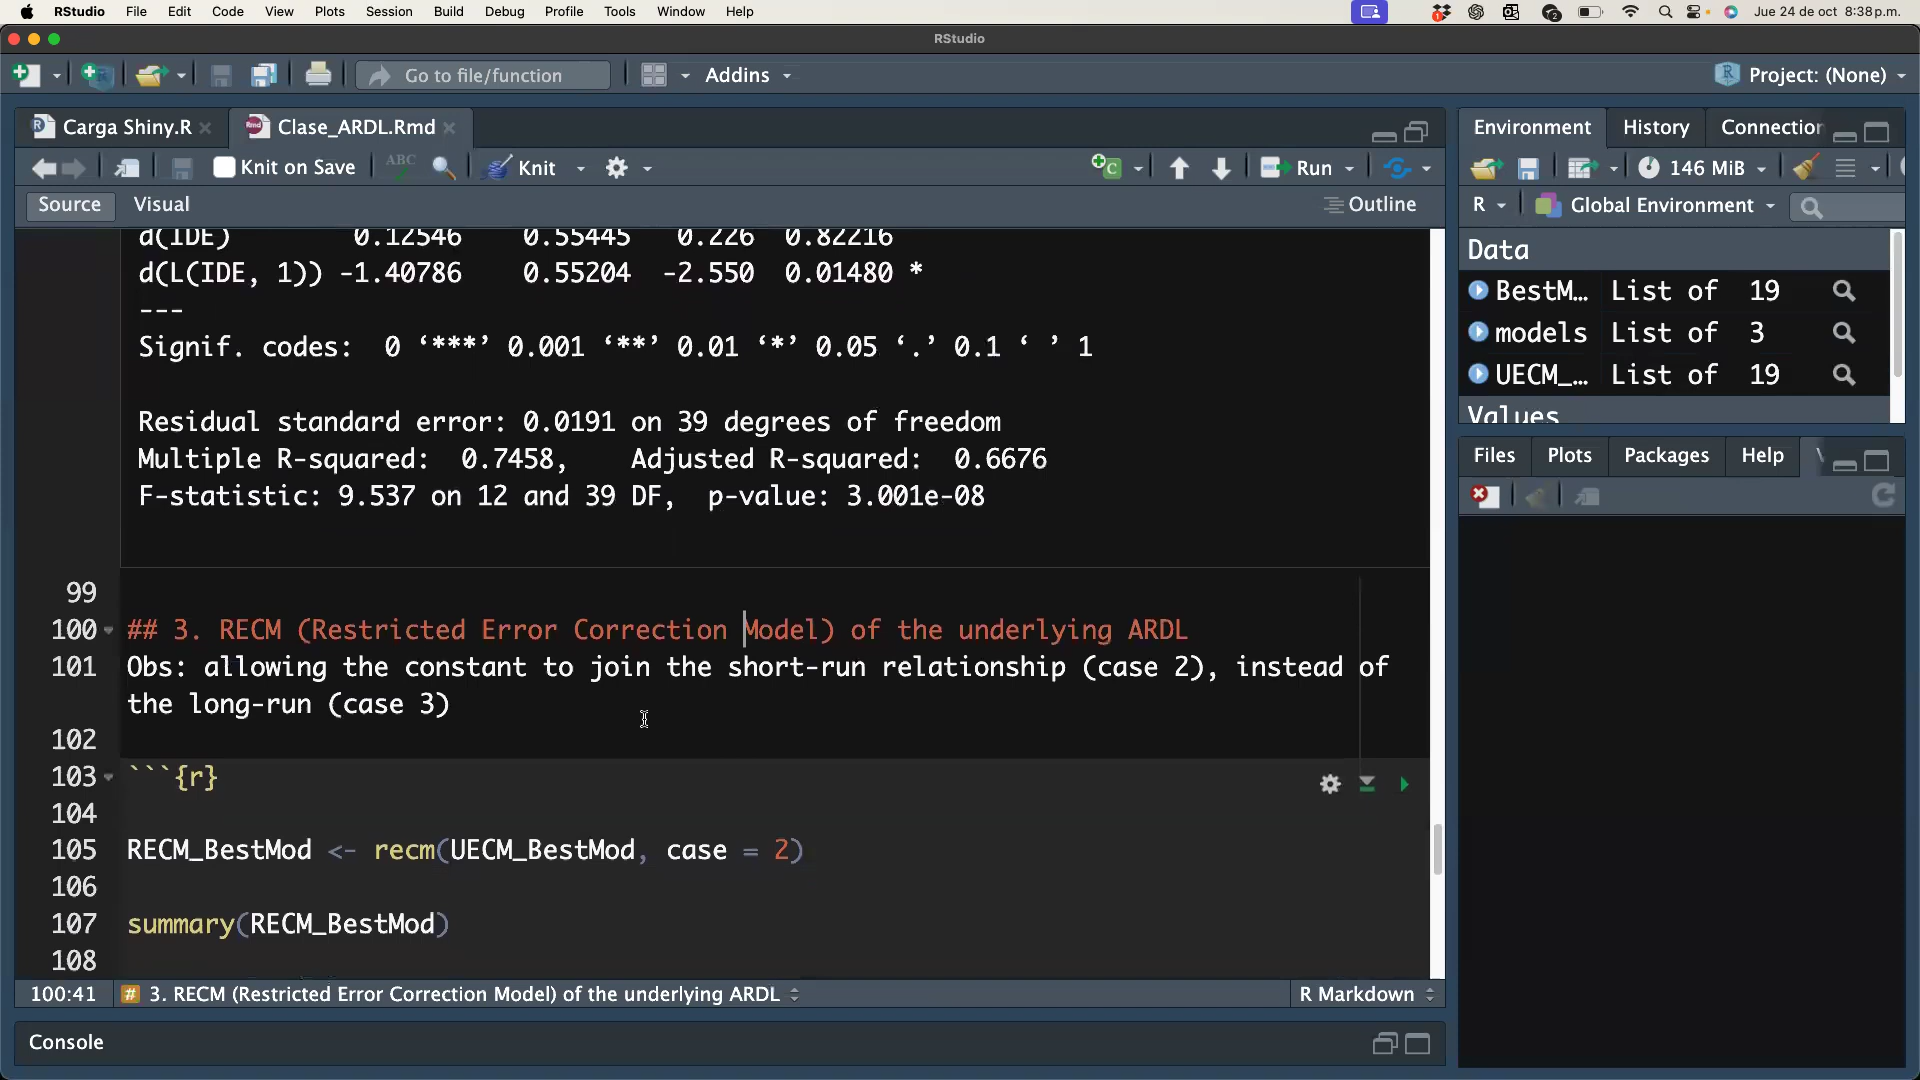 RStudio File Edit Code View Plots Session Build Debug Profile Tools Window Help
1 2 Jue 24 de oct 8:38 p.m.
RStudio
Go to file/function Addins Project: (None)
Carga Shiny.R Clase_ARDL.Rmd
Knit on Save ABC Knit Run
Source Visual Outline
d(IDE) 0.12546 0.55445 0.226 0.82216
d(L(IDE, 1)) -1.40786 0.55204 -2.550 0.01480 *
---
Signif. codes: 0 ‘***’ 0.001 ‘**’ 0.01 ‘*’ 0.05 ‘.’ 0.1 ‘ ’ 1
Residual standard error: 0.0191 on 39 degrees of freedom
Multiple R-squared: 0.7458, Adjusted R-squared: 0.6676
F-statistic: 9.537 on 12 and 39 DF, p-value: 3.001e-08
99
100 ## 3. RECM (Restricted Error Correction Model) of the underlying ARDL
101 Obs: allowing the constant to join the short-run relationship (case 2), instead of
the long-run (case 3)
102
103 ```{r}
104
105 RECM_BestMod <- recm(UECM_BestMod, case = 2)
106
107 summary(RECM_BestMod)
108
100:41 # 3. RECM (Restricted Error Correction Model) of the underlying ARDL R Markdown
Console
Environment History Connection
146 MiB
R Global Environment
Data
BestM... List of 19
models List of 3
UECM_... List of 19
Values
Files Plots Packages Help